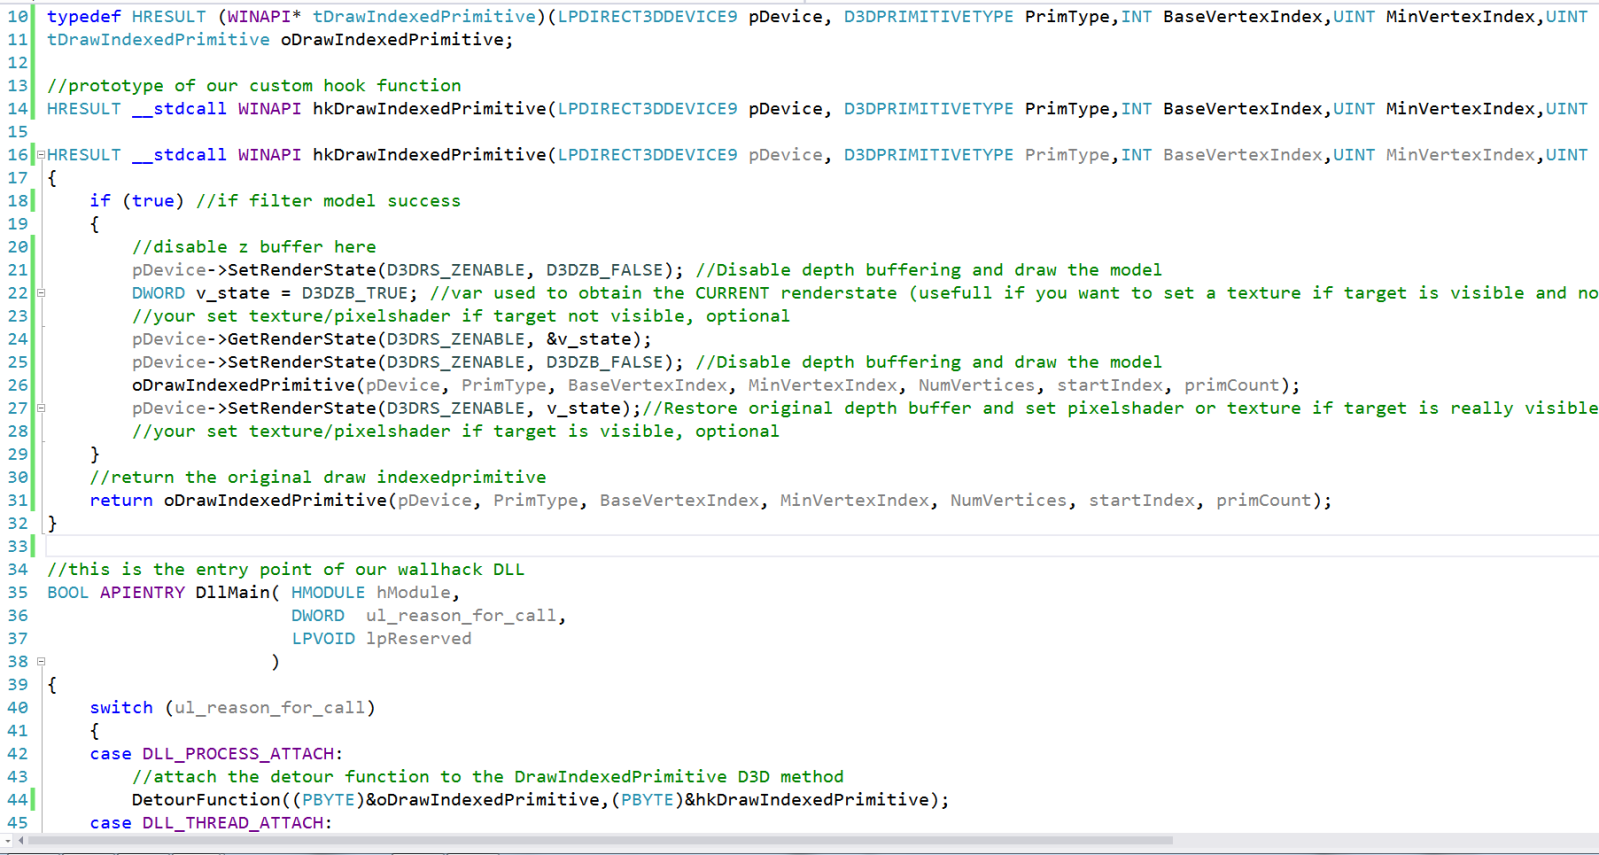 10 typedef HRESULT (WINAPI* tDrawIndexedPrimitive)(LPDIRECT3DDEVICE9 pDevice, D3DPRIMITIVETYPE PrimType,INT BaseVertexIndex,UINT MinVertexIndex,UINT
11 tDrawIndexedPrimitive oDrawIndexedPrimitive;
12
13 //prototype of our custom hook function
14 HRESULT __stdcall WINAPI hkDrawIndexedPrimitive(LPDIRECT3DDEVICE9 pDevice, D3DPRIMITIVETYPE PrimType,INT BaseVertexIndex,UINT MinVertexIndex,UINT
15
16 HRESULT __stdcall WINAPI hkDrawIndexedPrimitive(LPDIRECT3DDEVICE9 pDevice, D3DPRIMITIVETYPE PrimType,INT BaseVertexIndex,UINT MinVertexIndex,UINT
17 {
18     if (true) //if filter model success
19     {
20         //disable z buffer here
21         pDevice->SetRenderState(D3DRS_ZENABLE, D3DZB_FALSE); //Disable depth buffering and draw the model
22         DWORD v_state = D3DZB_TRUE; //var used to obtain the CURRENT renderstate (usefull if you want to set a texture if target is visible and no
23         //your set texture/pixelshader if target not visible, optional
24         pDevice->GetRenderState(D3DRS_ZENABLE, &v_state);
25         pDevice->SetRenderState(D3DRS_ZENABLE, D3DZB_FALSE); //Disable depth buffering and draw the model
26         oDrawIndexedPrimitive(pDevice, PrimType, BaseVertexIndex, MinVertexIndex, NumVertices, startIndex, primCount);
27         pDevice->SetRenderState(D3DRS_ZENABLE, v_state);//Restore original depth buffer and set pixelshader or texture if target is really visible
28         //your set texture/pixelshader if target is visible, optional
29     }
30     //return the original draw indexedprimitive
31     return oDrawIndexedPrimitive(pDevice, PrimType, BaseVertexIndex, MinVertexIndex, NumVertices, startIndex, primCount);
32 }
33
34 //this is the entry point of our wallhack DLL
35 BOOL APIENTRY DllMain( HMODULE hModule,
36                        DWORD  ul_reason_for_call,
37                        LPVOID lpReserved
38                      )
39 {
40     switch (ul_reason_for_call)
41     {
42     case DLL_PROCESS_ATTACH:
43         //attach the detour function to the DrawIndexedPrimitive D3D method
44         DetourFunction((PBYTE)&oDrawIndexedPrimitive,(PBYTE)&hkDrawIndexedPrimitive);
45     case DLL_THREAD_ATTACH: